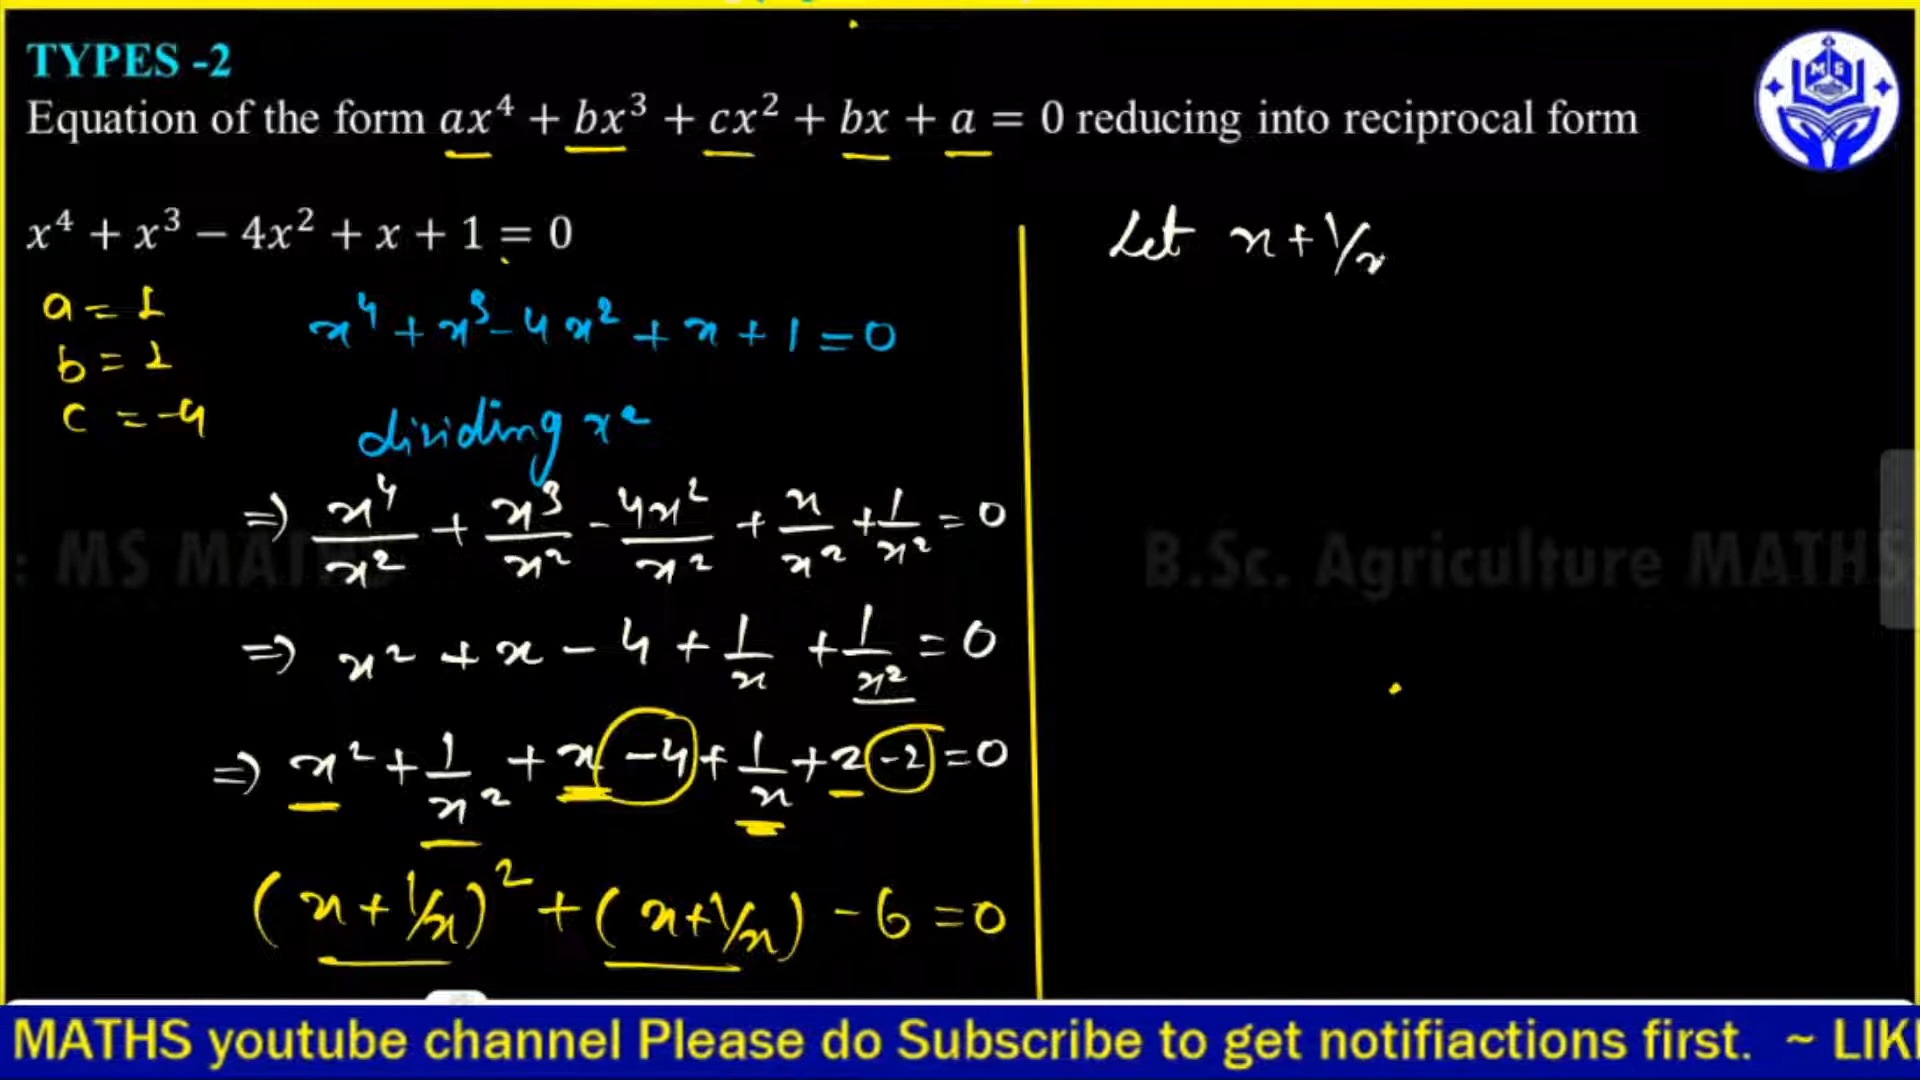 TYPES -2
Equation of the form ax⁴ + bx³ + cx² + bx + a = 0 reducing into reciprocal form
MS
x⁴ + x³ − 4x² + x + 1 = 0
a = 1
b = 1
c = -4
x⁴ + x³ - 4x² + x + 1 = 0
dividing x²
⇒ x⁴/x² + x³/x² - 4x²/x² + x/x² + 1/x² = 0
⇒ x² + x - 4 + 1/x + 1/x² = 0
⇒ x² + 1/x² + x - 4 + 1/x + 2 - 2 = 0
(x + 1/x)² + (x + 1/x) - 6 = 0
Let x + 1/x
: MS MATHS
B.Sc. Agriculture MATHS
MATHS youtube channel Please do Subscribe to get notifiactions first. ~ LIK